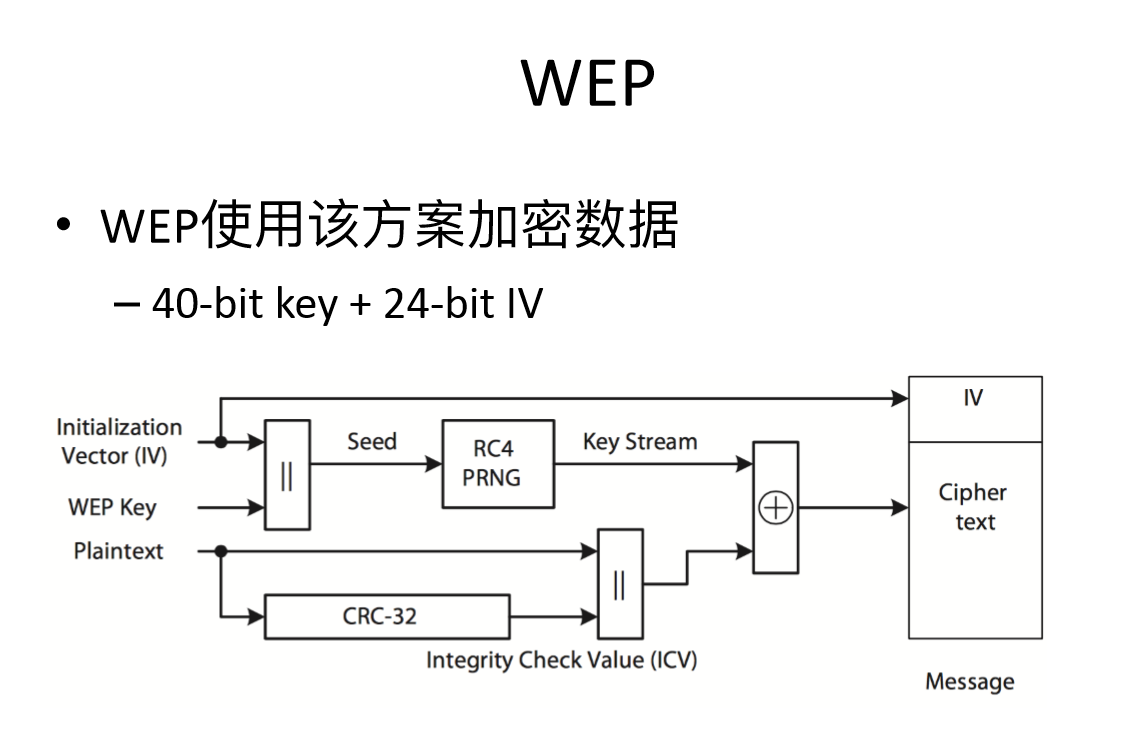 WEP
• WEP使用该方案加密数据
– 40-bit key + 24-bit IV
Initialization
Vector (IV)
WEP Key
Plaintext
||
Seed
RC4
PRNG
Key Stream
CRC-32
||
Integrity Check Value (ICV)
IV
Cipher
text
Message